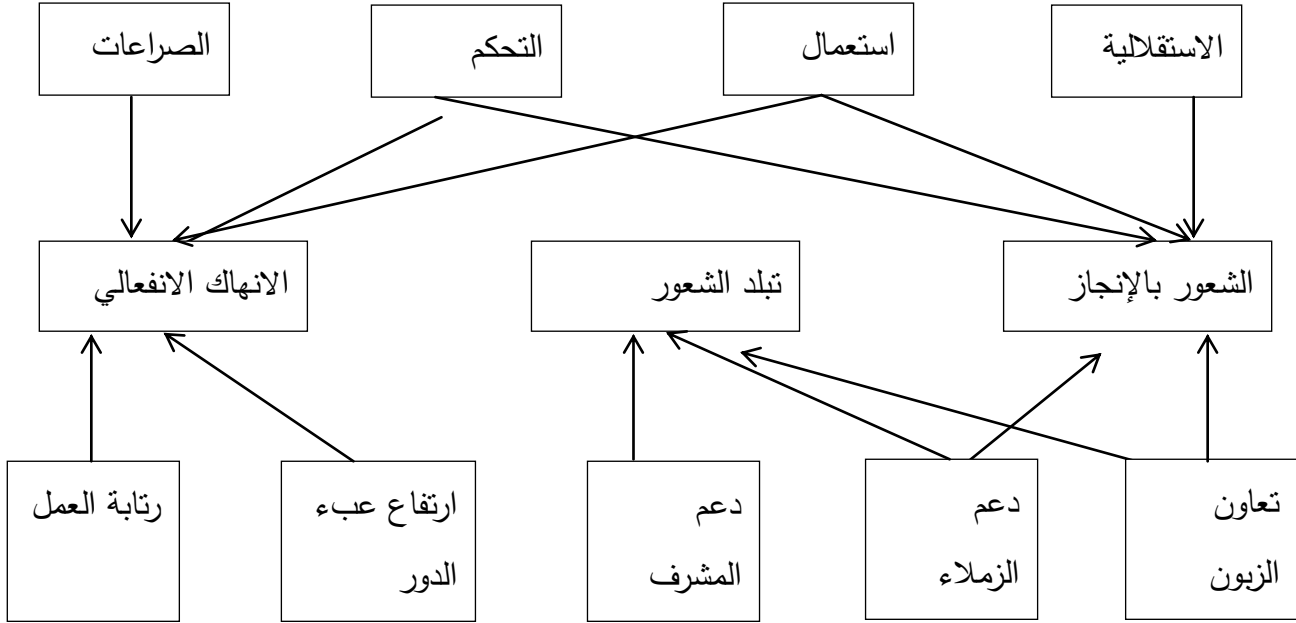 الاستقلالية
استعمال
التحكم
الصراعات
الشعور بالإنجاز
تبلد الشعور
الانهاك الانفعالي
تعاون
الزبون
دعم
الزملاء
دعم
المشرف
ارتفاع عبء
الدور
رتابة العمل